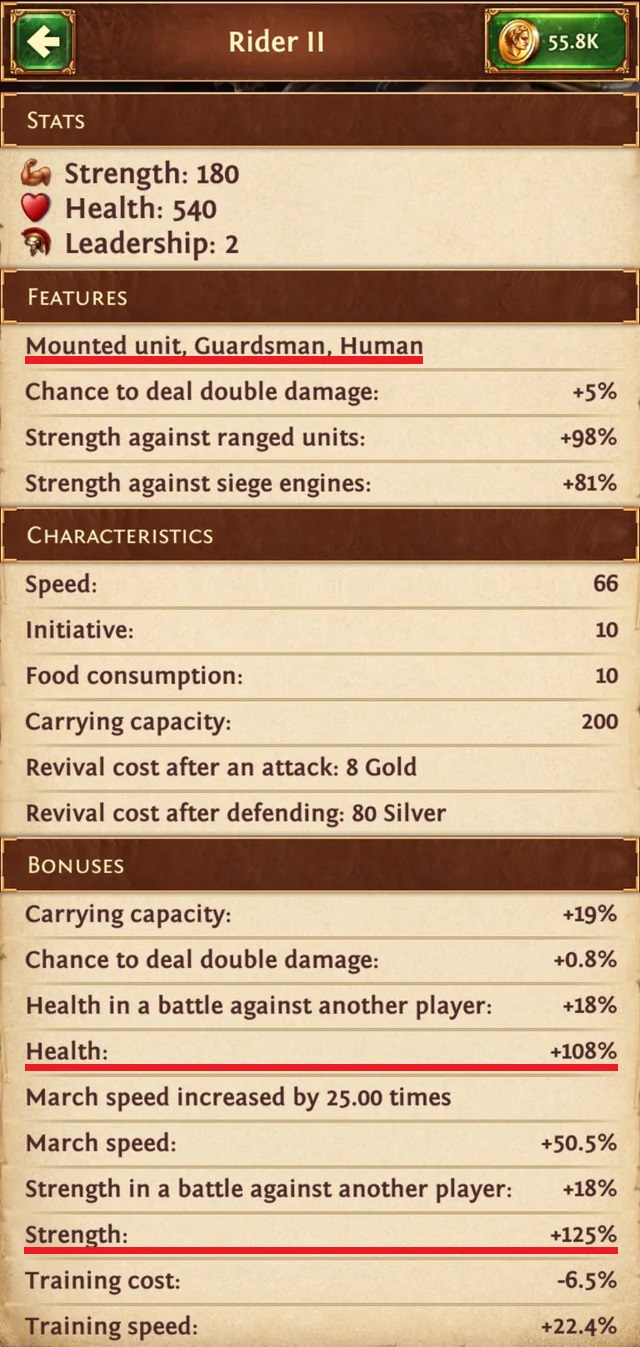 Rider II
55.8K
Stats
Strength: 180
Health: 540
Leadership: 2
Features
Mounted unit, Guardsman, Human
Chance to deal double damage: +5%
Strength against ranged units: +98%
Strength against siege engines: +81%
Characteristics
Speed: 66
Initiative: 10
Food consumption: 10
Carrying capacity: 200
Revival cost after an attack: 8 Gold
Revival cost after defending: 80 Silver
Bonuses
Carrying capacity: +19%
Chance to deal double damage: +0.8%
Health in a battle against another player: +18%
Health: +108%
March speed increased by 25.00 times
March speed: +50.5%
Strength in a battle against another player: +18%
Strength: +125%
Training cost: -6.5%
Training speed: +22.4%